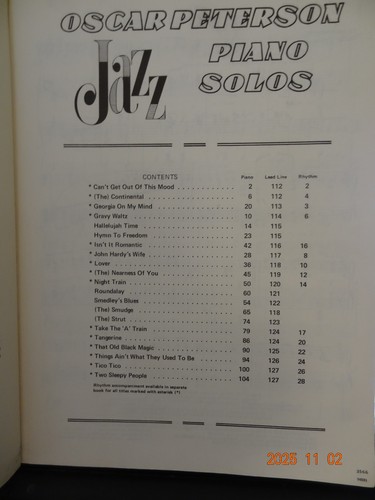 OSCAR PETERSON
Jazz PIANO
SOLOS
CONTENTS Piano Lead Line Rhythm
* Can't Get Out Of This Mood . . . . . . . . . . . 2 112 2
* (The) Continental . . . . . . . . . . . 6 112 4
* Georgia On My Mind . . . . . . . . . . . 20 113 3
* Gravy Waltz . . . . . . . . . . . 10 114 6
Hallelujah Time . . . . . . . . . . . 14 115
Hymn To Freedom . . . . . . . . . . . 23 115
* Isn't It Romantic . . . . . . . . . . . 42 116 16
* John Hardy's Wife . . . . . . . . . . . 28 117 8
* Lover . . . . . . . . . . . 36 118 10
* (The) Nearness Of You . . . . . . . . . . . 45 119 12
* Night Train . . . . . . . . . . . 50 120 14
Roundalay . . . . . . . . . . . 60 121
Smedley's Blues . . . . . . . . . . . 54 122
(The) Smudge . . . . . . . . . . . 65 118
(The) Strut . . . . . . . . . . . 74 123
* Take The 'A' Train . . . . . . . . . . . 79 124 17
* Tangerine . . . . . . . . . . . 86 124 20
* That Old Black Magic . . . . . . . . . . . 90 125 22
* Things Ain't What They Used To Be . . . . . . . . 94 126 24
* Tico Tico . . . . . . . . . . . 100 127 26
* Two Sleepy People . . . . . . . . . . . 104 127 28
Rhythm accompaniment available in separate
book for all titles marked with asterisk (*)
2025 11 02